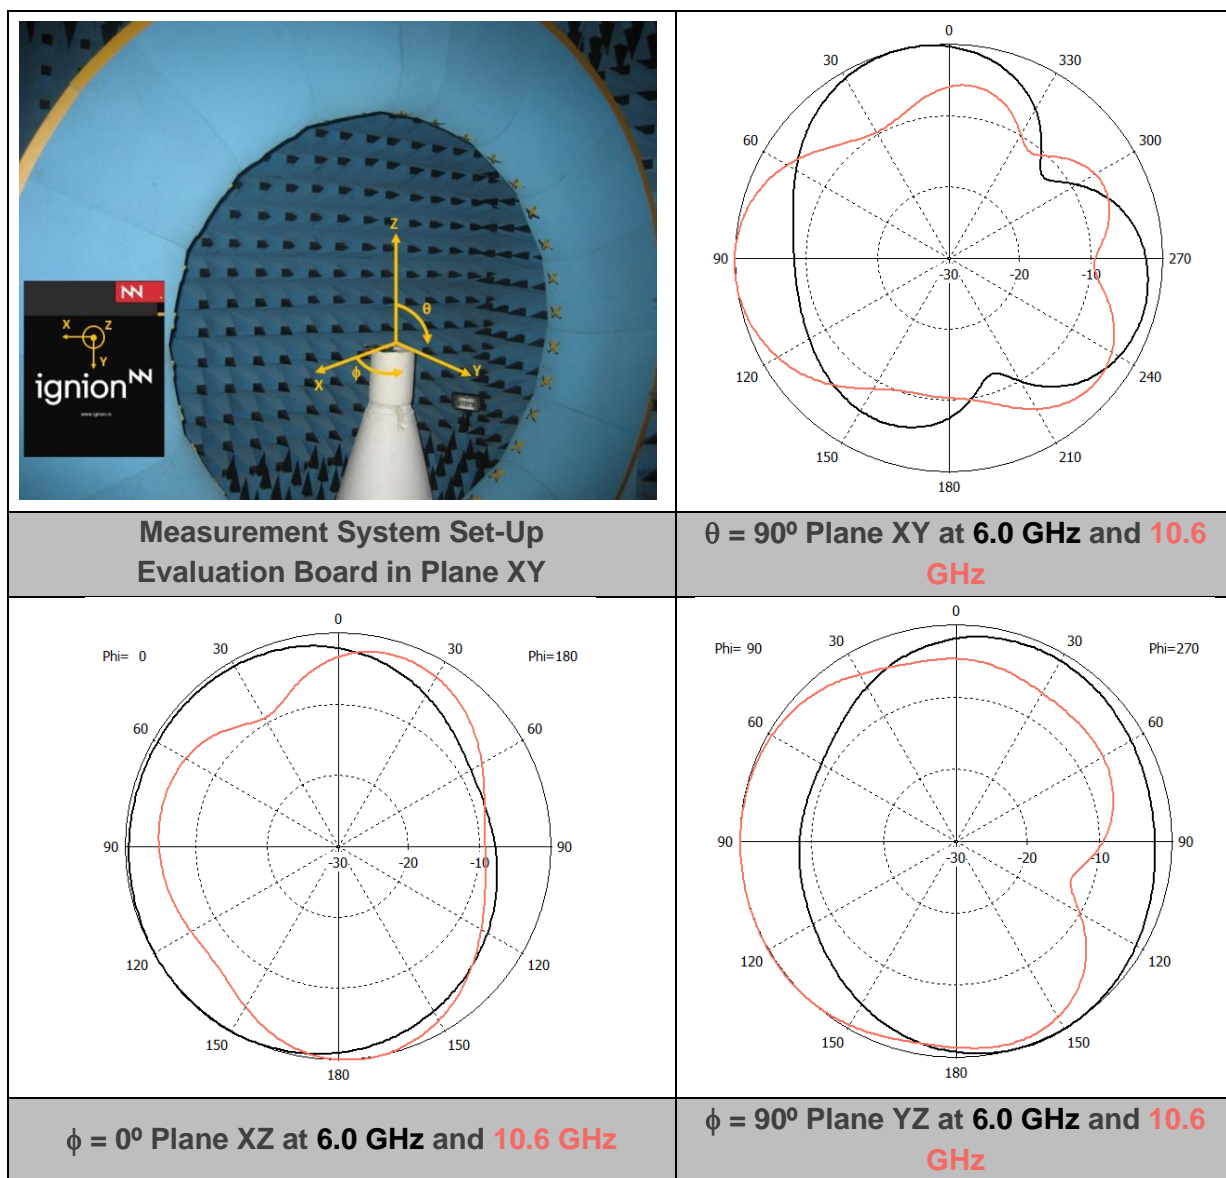 Z
θ
X
ϕ
Y
NN
X
Z
Y
ignion NN
www.ignion.io
Measurement System Set-Up
Evaluation Board in Plane XY
0
30
330
60
300
90
-30
-20
-10
270
120
240
150
210
180
θ = 90º Plane XY at 6.0 GHz and 10.6
GHz
0
Phi= 0
30
30
Phi=180
60
60
90
-30
-20
-10
90
120
120
150
150
180
ϕ = 0º Plane XZ at 6.0 GHz and 10.6 GHz
0
Phi= 90
30
30
Phi=270
60
60
90
-30
-20
-10
90
120
120
150
150
180
ϕ = 90º Plane YZ at 6.0 GHz and 10.6
GHz